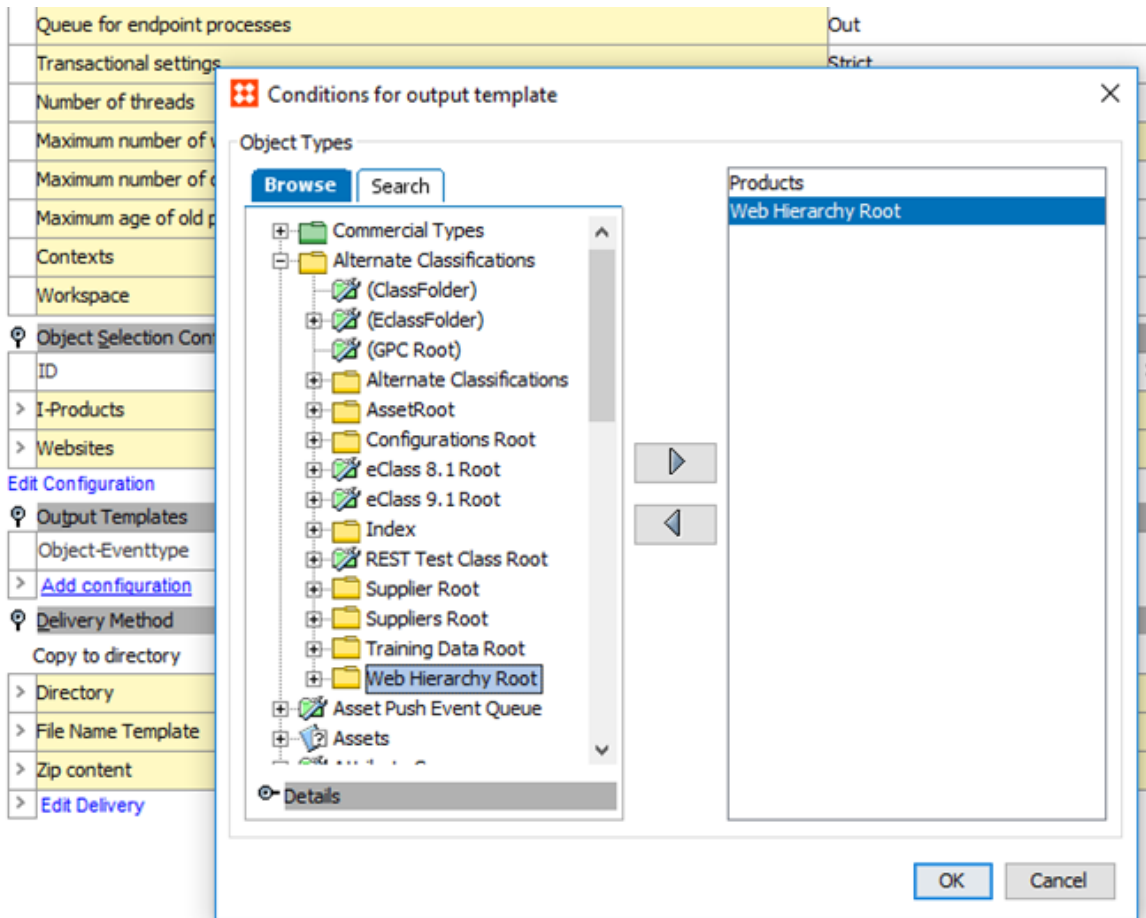 Queue for endpoint processes
Out
Transactional settings
Strict
Number of threads
Maximum number of
Maximum number of
Maximum age of old
Contexts
Workspace
Object Selection Con
ID
I-Products
Websites
Edit Configuration
Output Templates
Object-Eventtype
Add configuration
Delivery Method
Copy to directory
Directory
File Name Template
Zip content
Edit Delivery
Conditions for output template
Object Types
Browse
Search
Commercial Types
Alternate Classifications
(ClassFolder)
(EclassFolder)
(GPC Root)
Alternate Classifications
AssetRoot
Configurations Root
eClass 8.1 Root
eClass 9.1 Root
Index
REST Test Class Root
Supplier Root
Suppliers Root
Training Data Root
Web Hierarchy Root
Asset Push Event Queue
Assets
Details
Products
Web Hierarchy Root
OK
Cancel